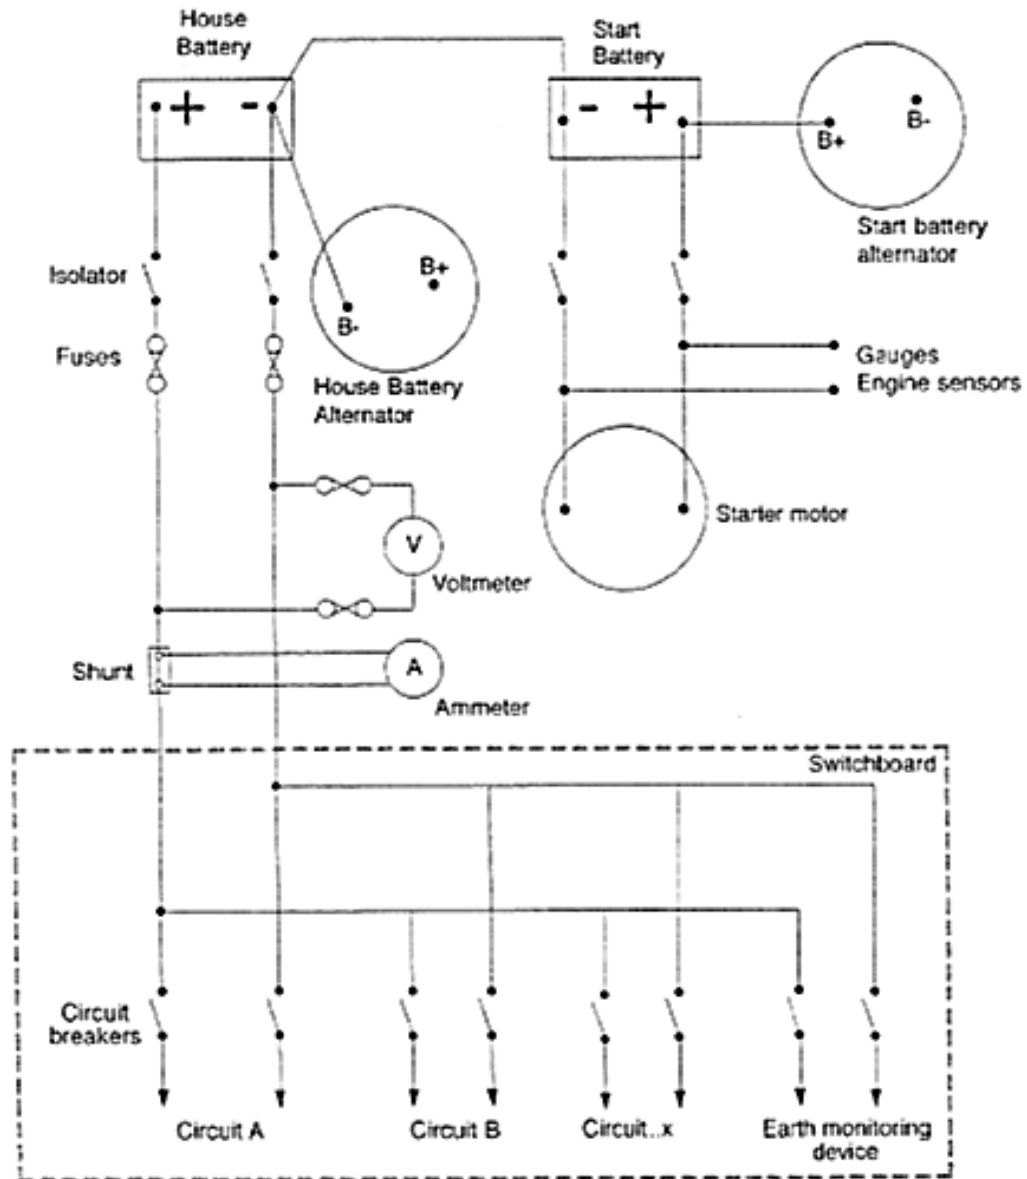 House
Battery
Start
Battery
+ -
- +
B+
B-
Start battery
alternator
Isolator
B+
B-
Fuses
House Battery
Alternator
Gauges
Engine sensors
Starter motor
V
Voltmeter
Shunt
A
Ammeter
Switchboard
Circuit
breakers
Circuit A
Circuit B
Circuit..x
Earth monitoring
device